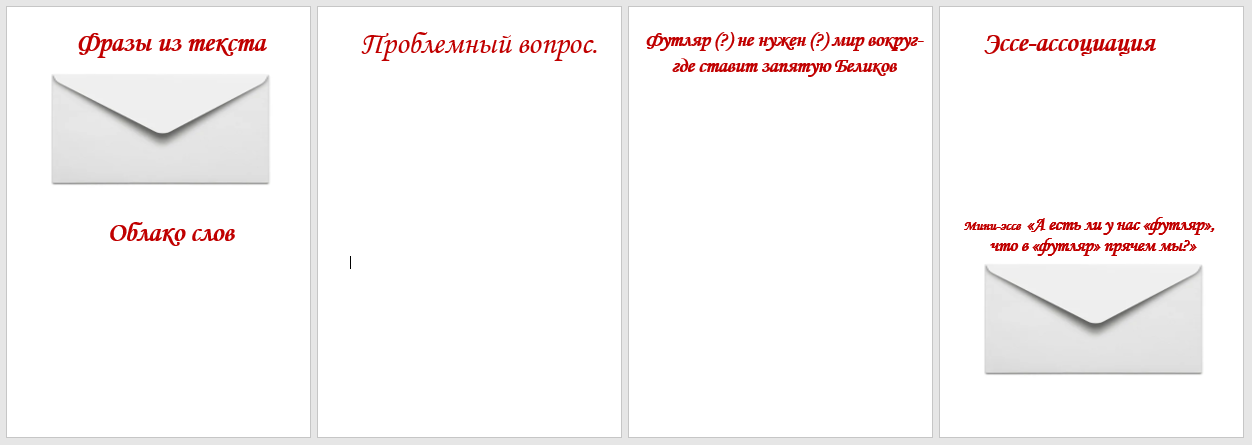 Фразы из текста
Облако слов
Проблемный вопрос.
Футляр (?) не нужен (?) мир вокруг-
где ставит запятую Беликов
Эссе-ассоциация
Мини-эссе «А есть ли у нас «футляр»,
что в «футляр» прячем мы?»